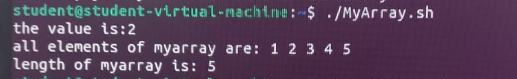 student@student-virtual-machine:~$ ./MyArray.sh
the value is:2
all elements of myarray are: 1 2 3 4 5
length of myarray is: 5